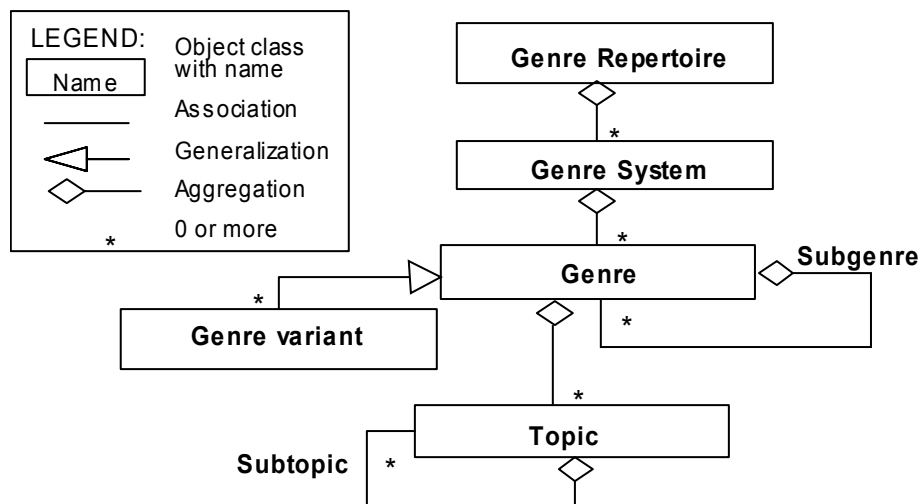 LEGEND:
Object class
with name
Name
Association
Generalization
Aggregation
* 0 or more
Genre Repertoire
*
Genre System
*
Genre
Subgenre
*
*
Genre variant
*
Topic
Subtopic
*